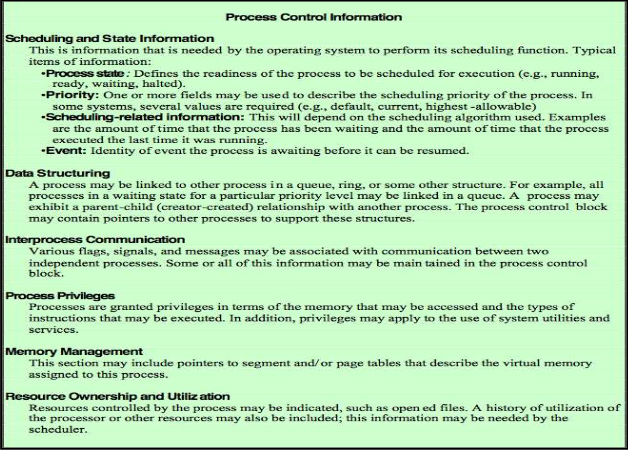 Process Control Information
Scheduling and State Information
This is information that is needed by the operating system to perform its scheduling function. Typical
items of information:
•Process state: Defines the readiness of the process to be scheduled for execution (e.g., running,
ready, waiting, halted).
•Priority: One or more fields may be used to describe the scheduling priority of the process. In
some systems, several values are required (e.g., default, current, highest-allowable)
•Scheduling-related information: This will depend on the scheduling algorithm used. Examples
are the amount of time that the process has been waiting and the amount of time that the process
executed the last time it was running.
•Event: Identity of event the process is awaiting before it can be resumed.
Data Structuring
A process may be linked to other process in a queue, ring, or some other structure. For example, all
processes in a waiting state for a particular priority level may be linked in a queue. A process may
exhibit a parent-child (creator-created) relationship with another process. The process control block
may contain pointers to other processes to support these structures.
Interprocess Communication
Various flags, signals, and messages may be associated with communication between two
independent processes. Some or all of this information may be maintained in the process control
block.
Process Privileges
Processes are granted privileges in terms of the memory that may be accessed and the types of
instructions that may be executed. In addition, privileges may apply to the use of system utilities and
services.
Memory Management
This section may include pointers to segment and/or page tables that describe the virtual memory
assigned to this process.
Resource Ownership and Utilization
Resources controlled by the process may be indicated, such as opened files. A history of utilization of
the processor or other resources may also be included; this information may be needed by the
scheduler.